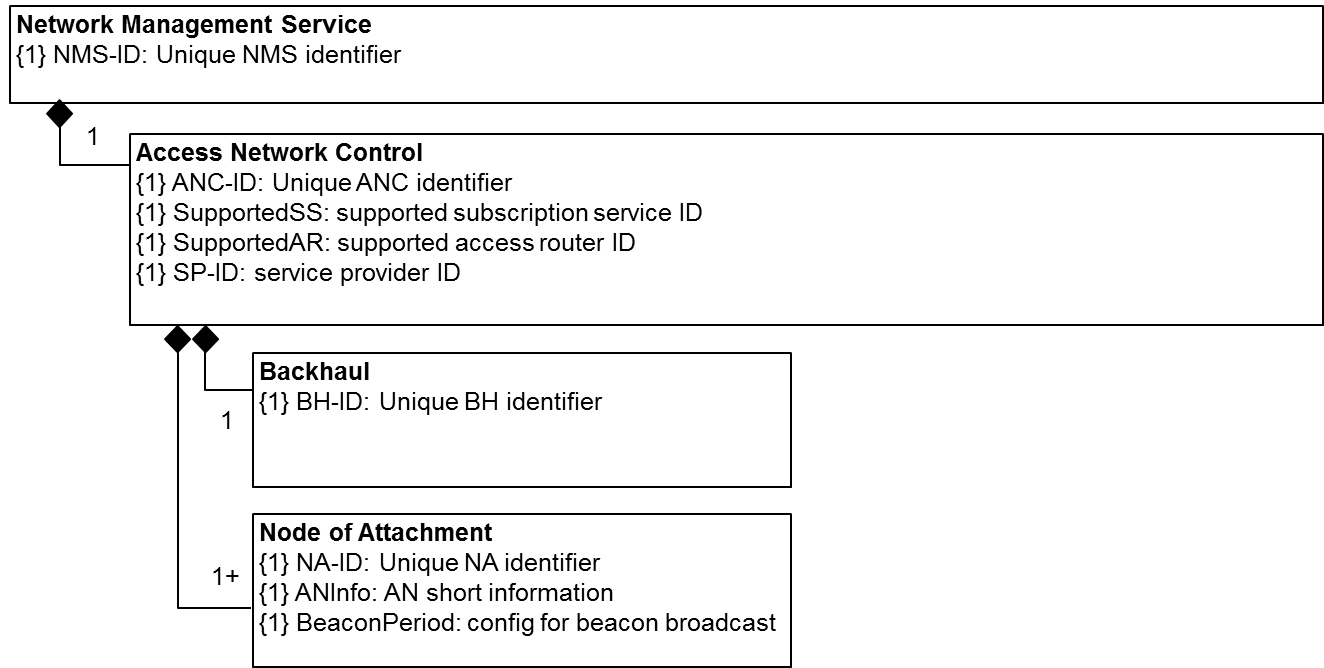 Network Management Service
{1} NMS-ID: Unique NMS identifier
1
Access Network Control
{1} ANC-ID: Unique ANC identifier
{1} SupportedSS: supported subscription service ID
{1} SupportedAR: supported access router ID
{1} SP-ID: service provider ID
Backhaul
{1} BH-ID: Unique BH identifier
1
Node of Attachment
{1} NA-ID: Unique NA identifier
1+
{1} ANInfo: AN short information
{1} BeaconPeriod: config for beacon broadcast